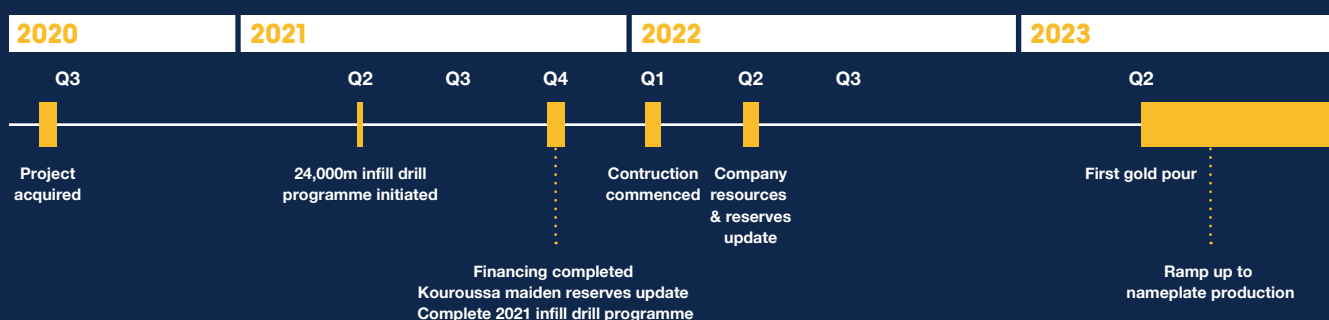 2020 2021 2022 2023
Q3 Q2 Q3 Q4 Q1 Q2 Q3 Q2
Project
acquired
24,000m infill drill
programme initiated
Financing completed
Kouroussa maiden reserves update
Complete 2021 infill drill programme
Contruction
commenced
Company
resources
& reserves
update
First gold pour
Ramp up to
nameplate production